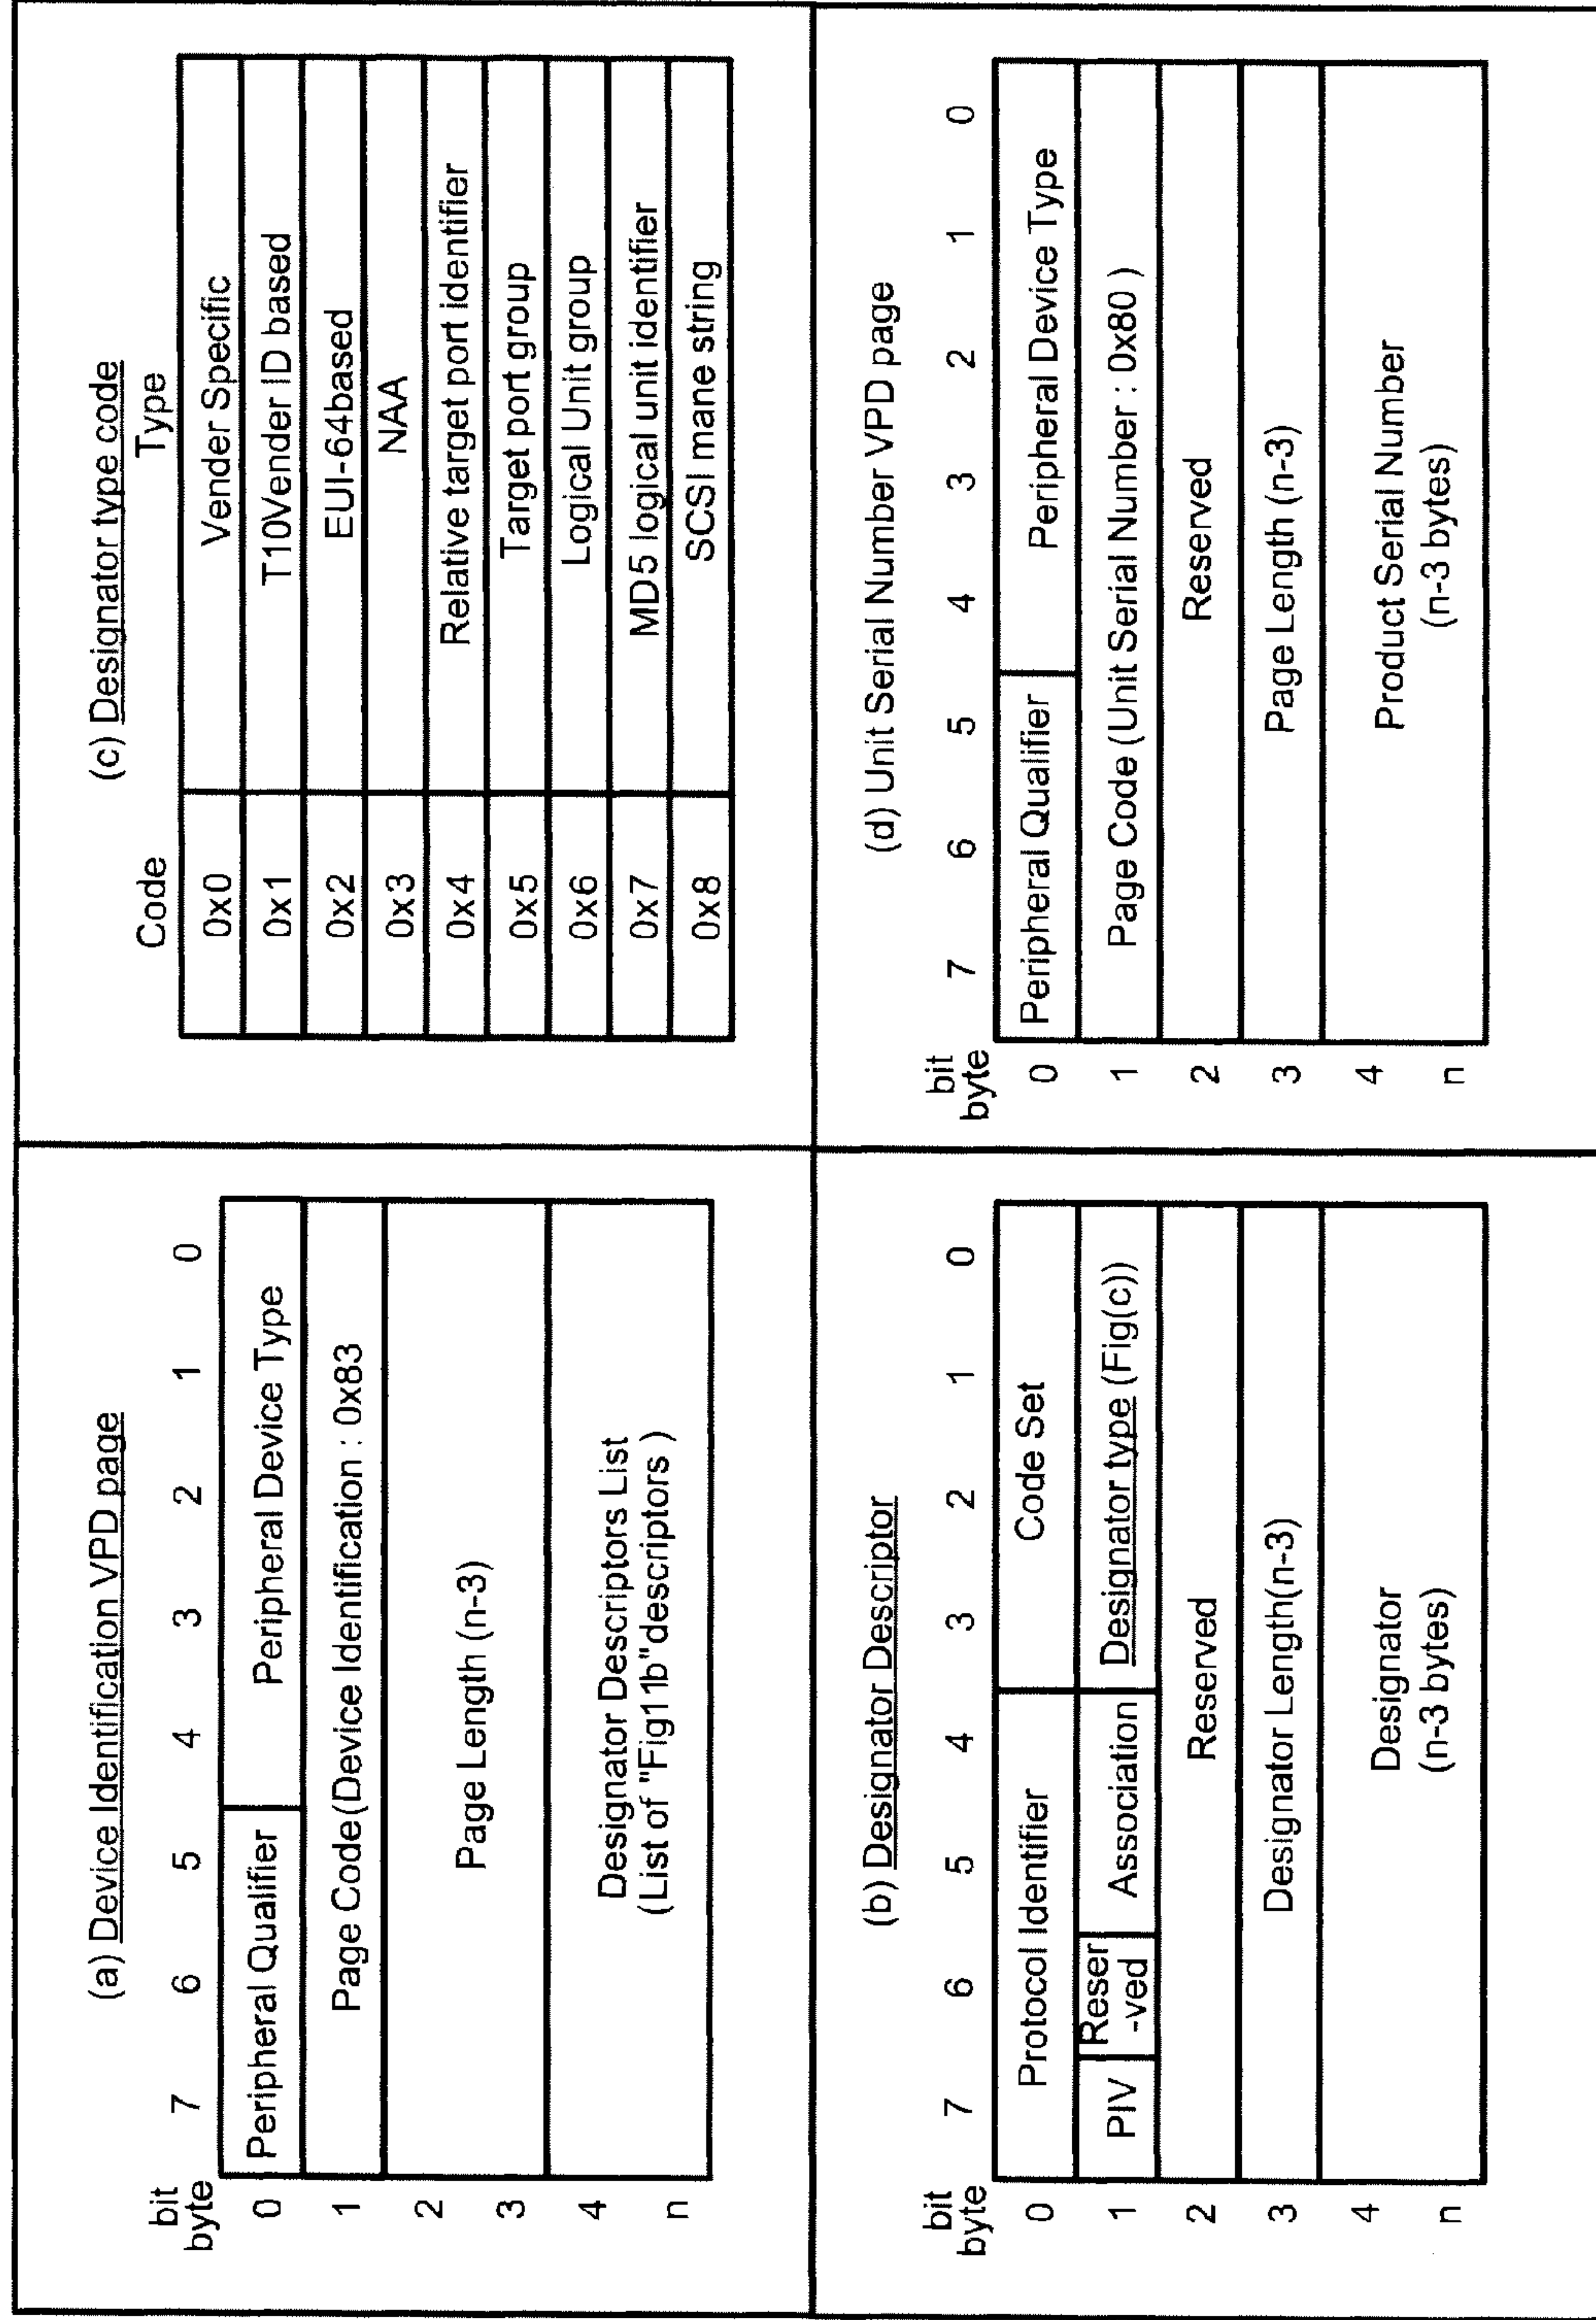 (a) Device Identification VPD page
bit 7 6 5 4 3 2 1 0
byte
0 Peripheral Qualifier Peripheral Device Type
1 Page Code(Device Identification : 0x83
2 Page Length (n-3)
3
4 Designator Descriptors List
(List of "Fig11b"descriptors )
n
(c) Designator type code
Code Type
0x0 Vender Specific
0x1 T10Vender ID based
0x2 EUI-64based
0x3 NAA
0x4 Relative target port identifier
0x5 Target port group
0x6 Logical Unit group
0x7 MD5 logical unit identifier
0x8 SCSI mane string
(b) Designator Descriptor
bit 7 6 5 4 3 2 1 0
byte
0 Protocol Identifier Code Set
1 PIV Reser
-ved Association Designator type (Fig(c))
2 Reserved
3 Designator Length(n-3)
4 Designator
(n-3 bytes)
n
(d) Unit Serial Number VPD page
bit 7 6 5 4 3 2 1 0
byte
0 Peripheral Qualifier Peripheral Device Type
1 Page Code (Unit Serial Number : 0x80 )
2 Reserved
3 Page Length (n-3)
4 Product Serial Number
(n-3 bytes)
n